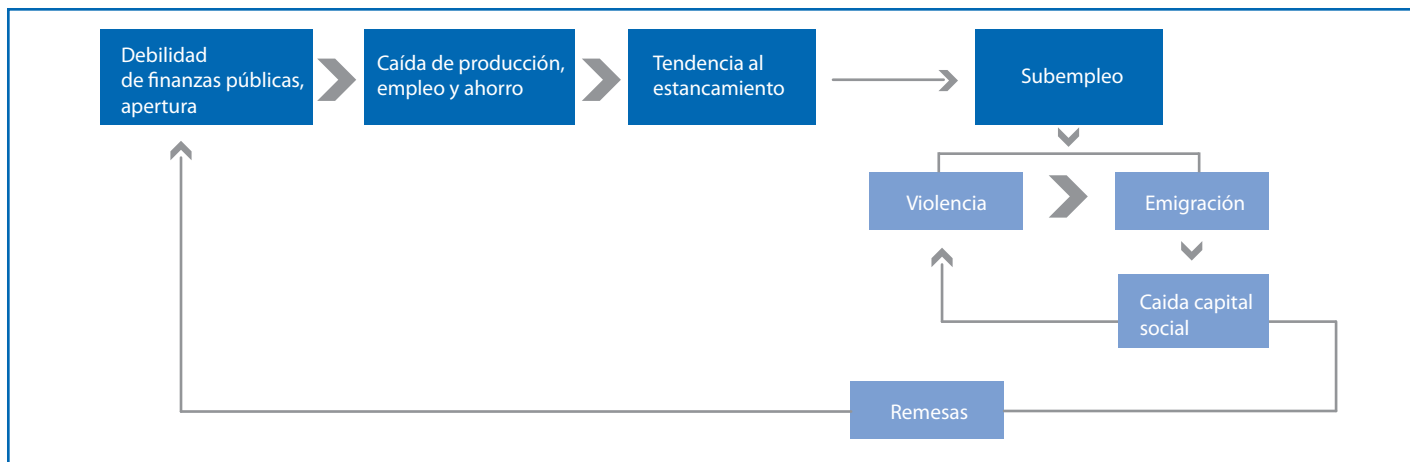 Debilidad
de finanzas públicas,
apertura
Caída de producción,
empleo y ahorro
Tendencia al
estancamiento
Subempleo
Violencia
Emigración
Caida capital
social
Remesas